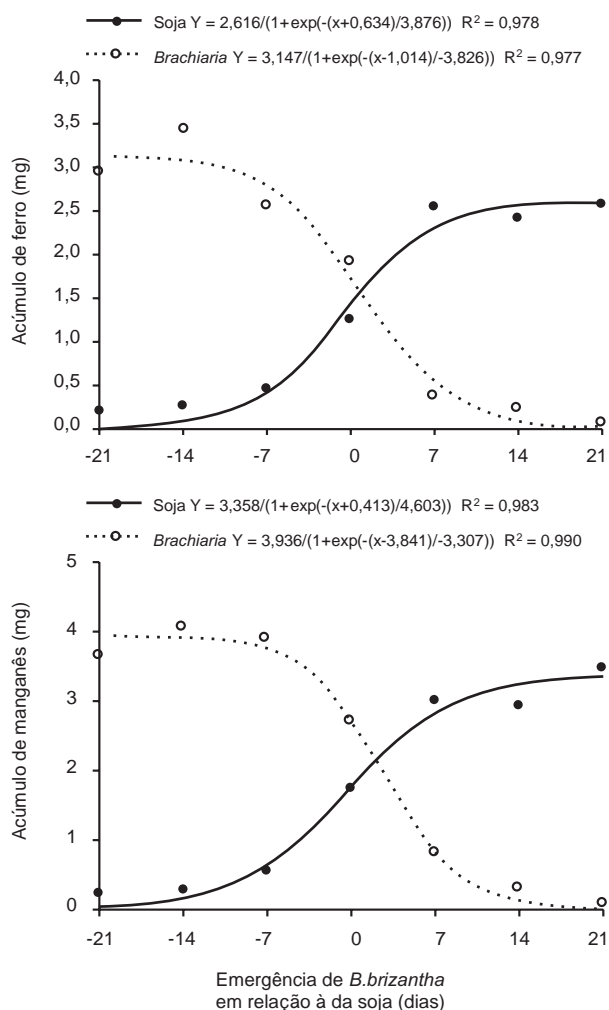 Soja Y = 2,616/(1+exp(-(x+0,634)/3,876)) R² = 0,978
Brachiaria Y = 3,147/(1+exp(-(x-1,014)/-3,826)) R² = 0,977
Acúmulo de ferro (mg)
4,0
3,5
3,0
2,5
2,0
1,5
1,0
0,5
0,0
-21 -14 -7 0 7 14 21
Soja Y = 3,358/(1+exp(-(x+0,413)/4,603)) R² = 0,983
Brachiaria Y = 3,936/(1+exp(-(x-3,841)/-3,307)) R² = 0,990
Acúmulo de manganês (mg)
5
4
3
2
1
0
-21 -14 -7 0 7 14 21
Emergência de B.brizantha
em relação à da soja (dias)